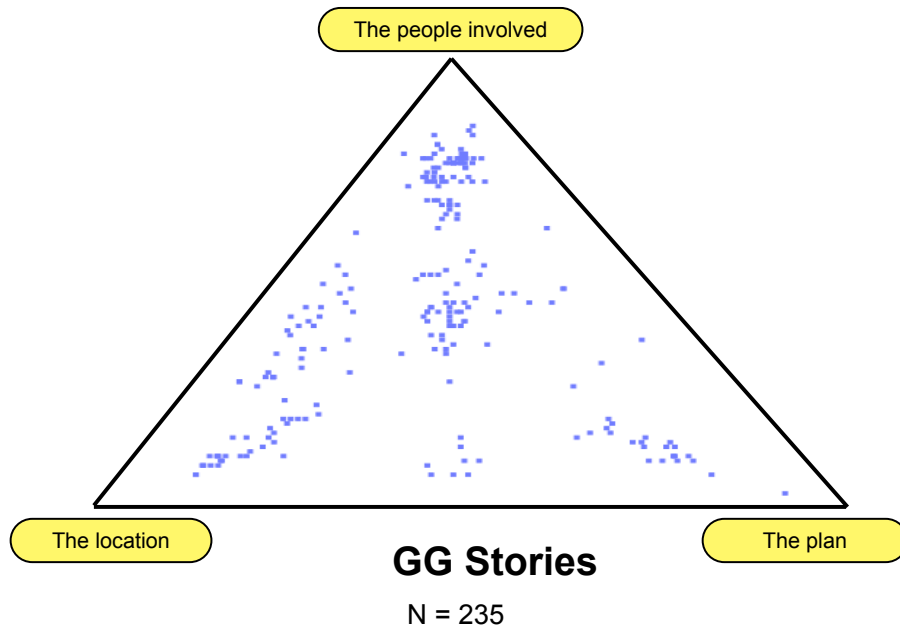 The people involved
The location
The plan
GG Stories
N = 235